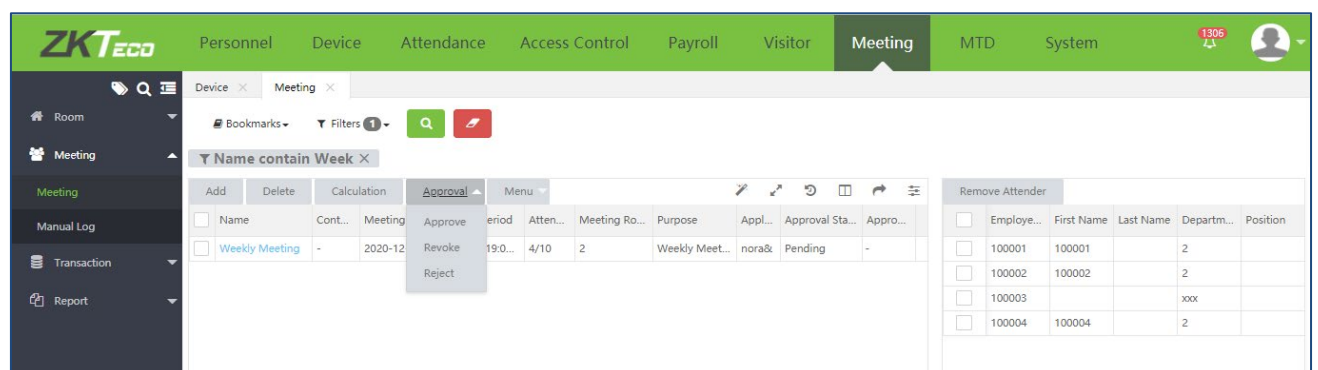 ZKTeco Personnel Device Attendance Access Control Payroll Visitor Meeting MTD System 1306
Device Meeting
Room
Bookmarks Filters 1
Meeting
Name contain Week
Meeting
Add Delete Calculation Approval Menu
Remove Attender
Name Cont... Meeting eriod Atten... Meeting Ro... Purpose Appl... Approval Sta... Appro...
Employe... First Name Last Name Departm... Position
Manual Log
Approve
Weekly Meeting - 2020-12 19:0... 4/10 2 Weekly Meet... nora& Pending -
Revoke
100001 100001 2
Transaction
Reject
100002 100002 2
Report
100003 xxx
100004 100004 2